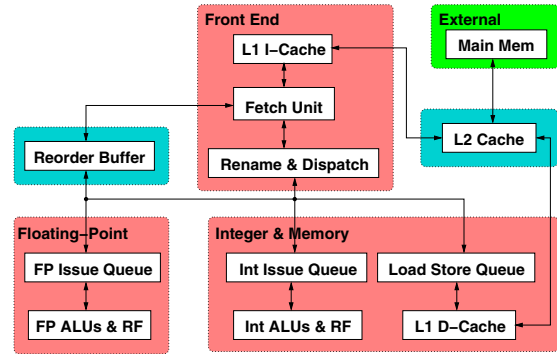 Front End
External
L1 I-Cache
Main Mem
Fetch Unit
L2 Cache
Reorder Buffer
Rename & Dispatch
Floating-Point
Integer & Memory
FP Issue Queue
Int Issue Queue
Load Store Queue
FP ALUs & RF
Int ALUs & RF
L1 D-Cache